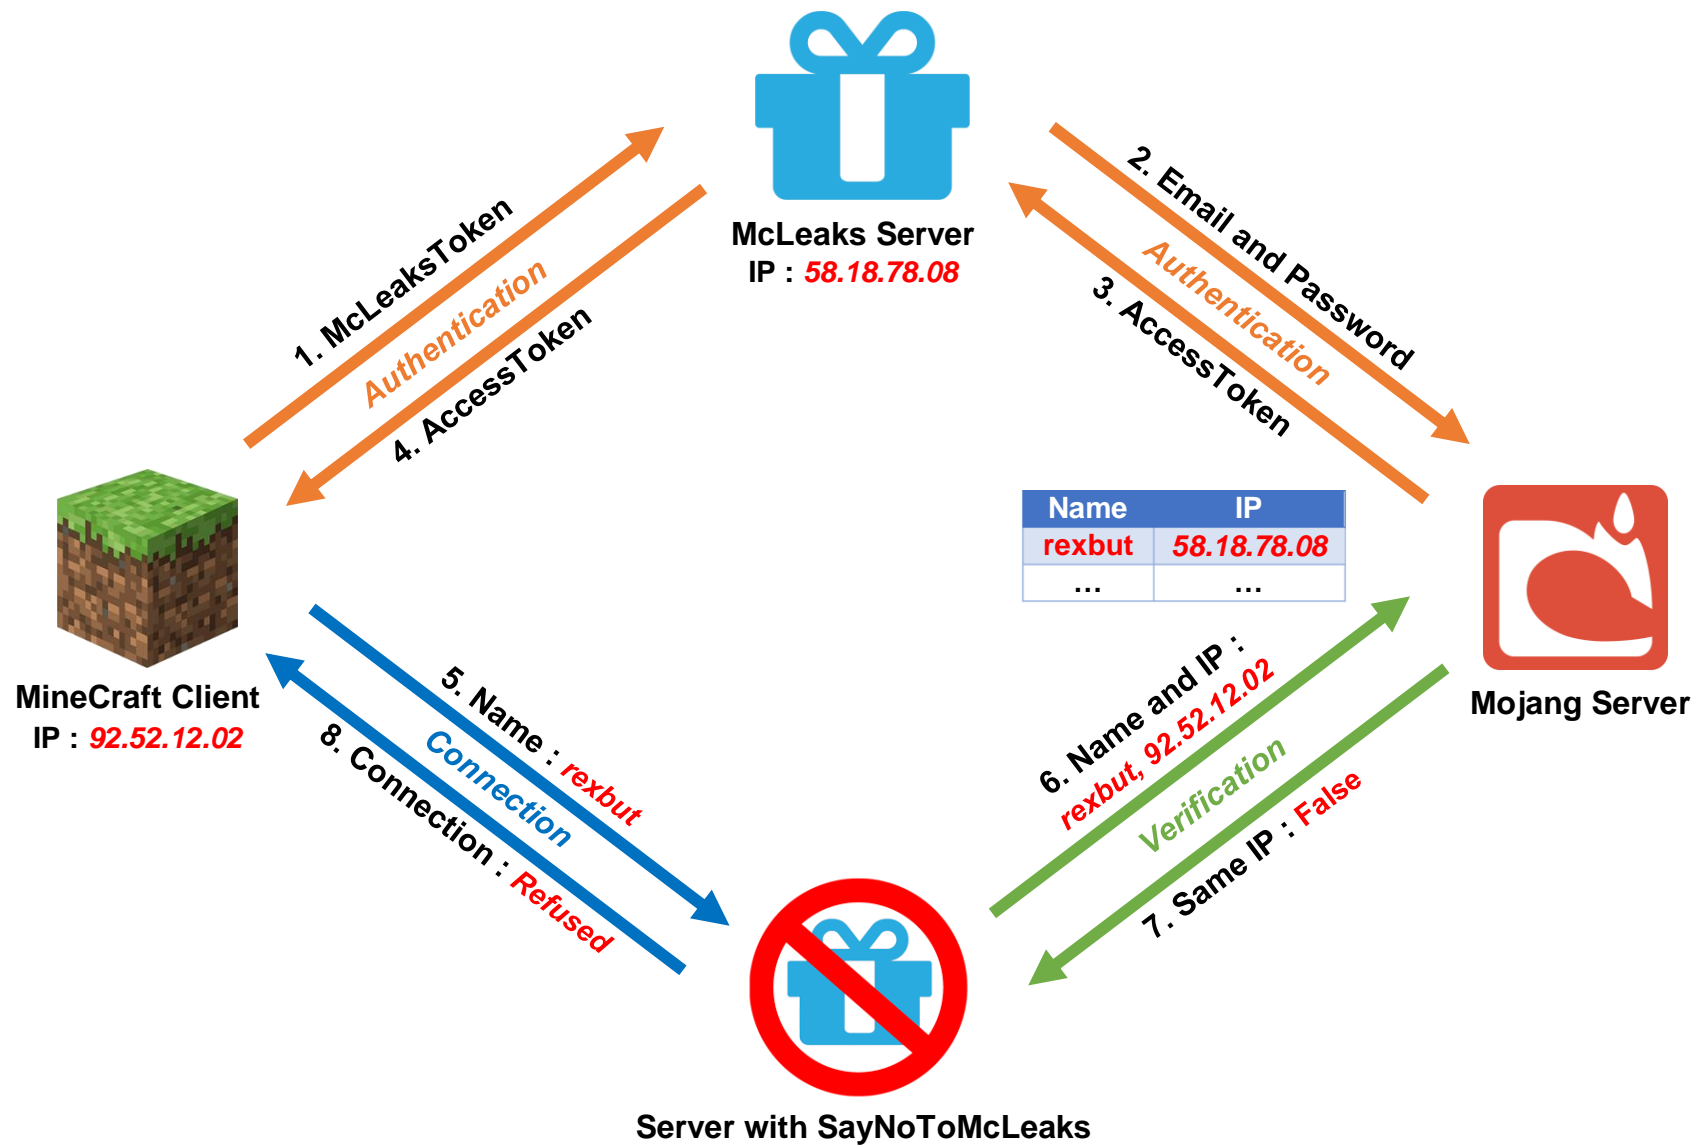 McLeaks Server
IP : 58.18.78.08
1. McLeaksToken
Authentication
4. AccessToken
2. Email and Password
Authentication
3. AccessToken
Name IP
rexbut 58.18.78.08
... ...
MineCraft Client
IP : 92.52.12.02
Mojang Server
5. Name : rexbut
Connection
8. Connection : Refused
6. Name and IP :
rexbut, 92.52.12.02
Verification
7. Same IP : False
Server with SayNoToMcLeaks